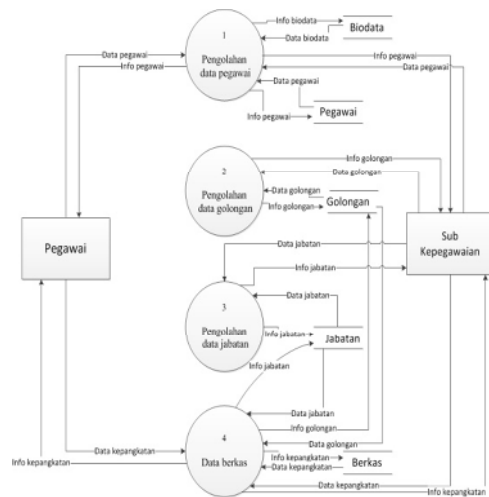 Info biodata
Biodata
Data biodata
1
Pengolahan
data pegawai
Data pegawai
Info pegawai
Info pegawai
Data pegawai
Data pegawai
Pegawai
Info pegawai
Info golongan
Data golongan
2
Pengolahan
data golongan
Data golongan
Golongan
Info golongan
Pegawai
Sub
Kepegawaian
Data jabatan
Info jabatan
3
Pengolahan
data jabatan
Data jabatan
Info jabatan
Jabatan
Info jabatan
Data jabatan
Info golongan
4
Data berkas
Data golongan
Data kepangkatan
Info kepangkatan
Info kepangkatan
Data kepangkatan
Berkas
Data kepangkatan
Info kepangkatan